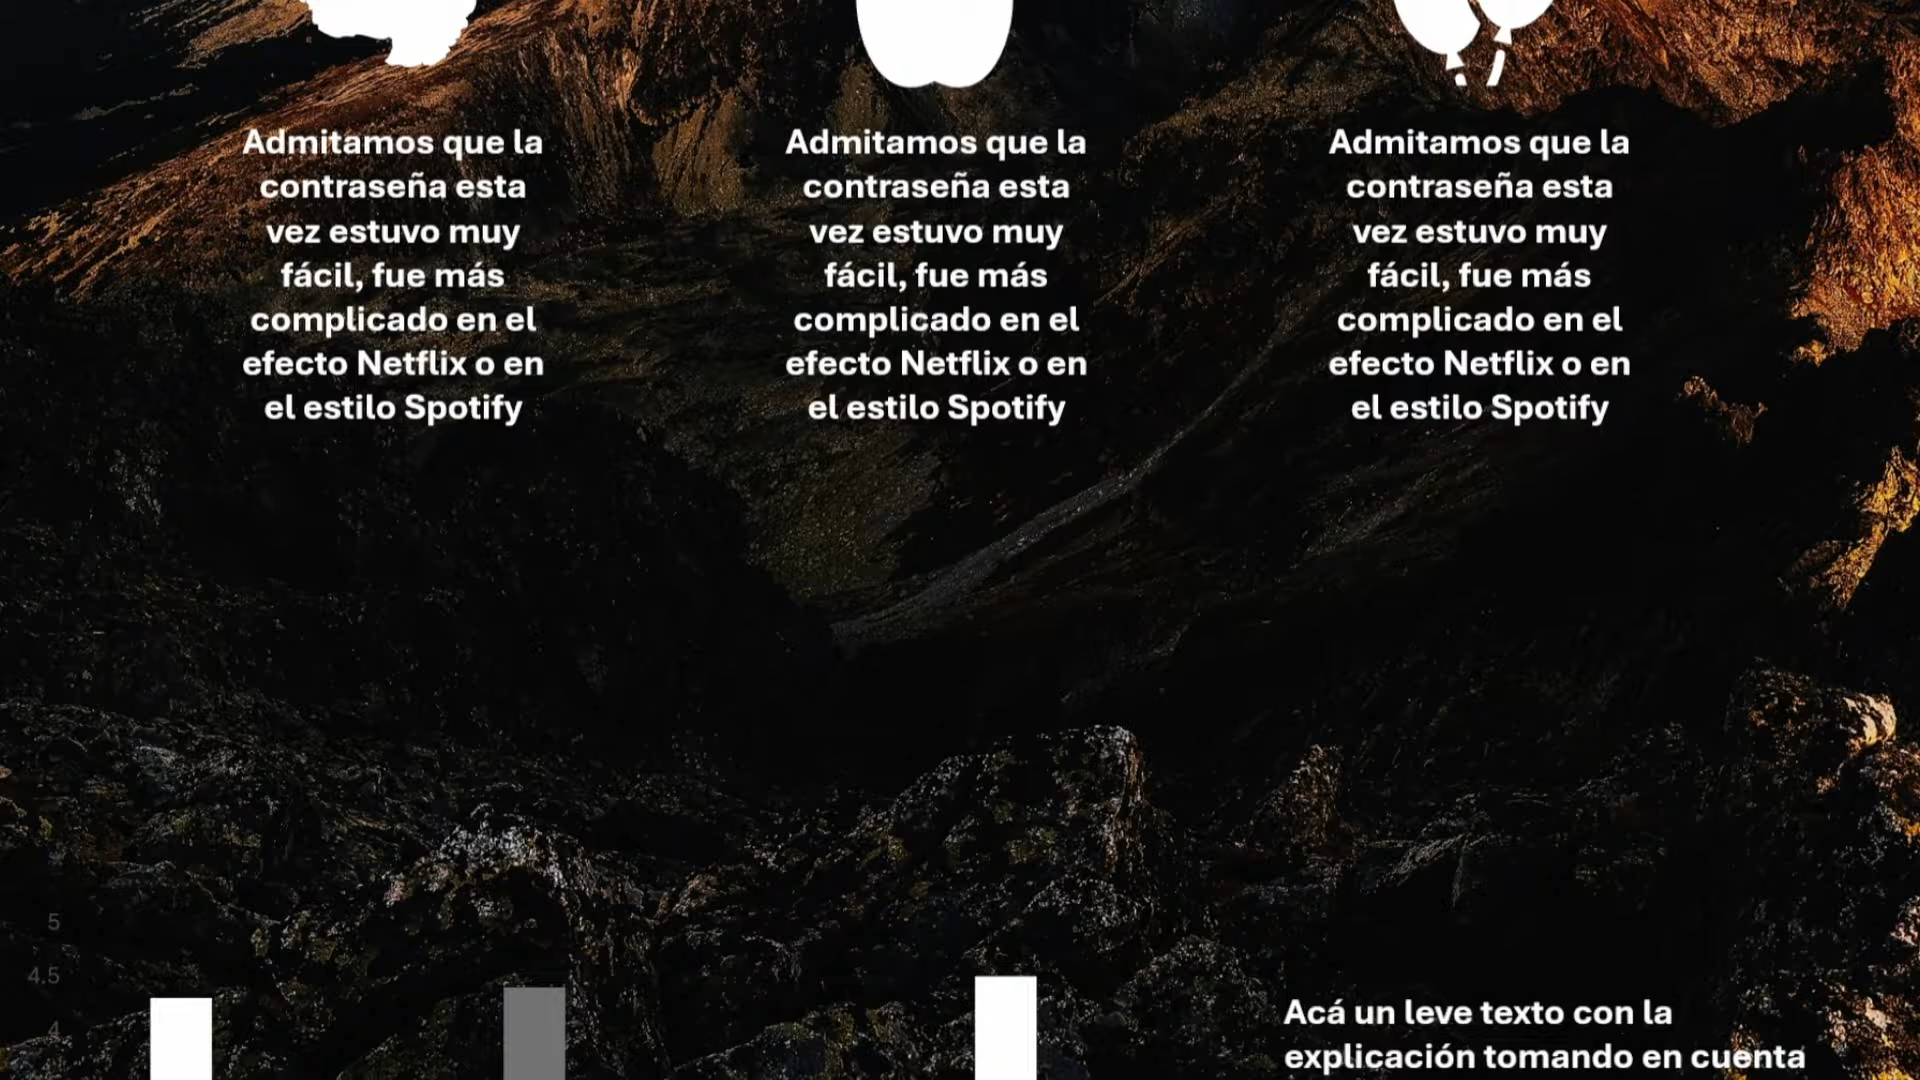 Admitamos que la
contraseña esta
vez estuvo muy
fácil, fue más
complicado en el
efecto Netflix o en
el estilo Spotify
Admitamos que la
contraseña esta
vez estuvo muy
fácil, fue más
complicado en el
efecto Netflix o en
el estilo Spotify
Admitamos que la
contraseña esta
vez estuvo muy
fácil, fue más
complicado en el
efecto Netflix o en
el estilo Spotify
5
4.5
4
Acá un leve texto con la
explicación tomando en cuenta